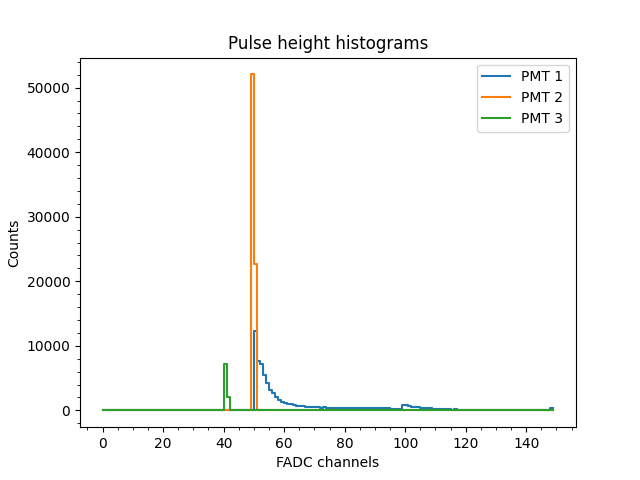 Pulse height histograms
PMT 1
PMT 2
PMT 3
Counts
50000
40000
30000
20000
10000
0
0 20 40 60 80 100 120 140
FADC channels